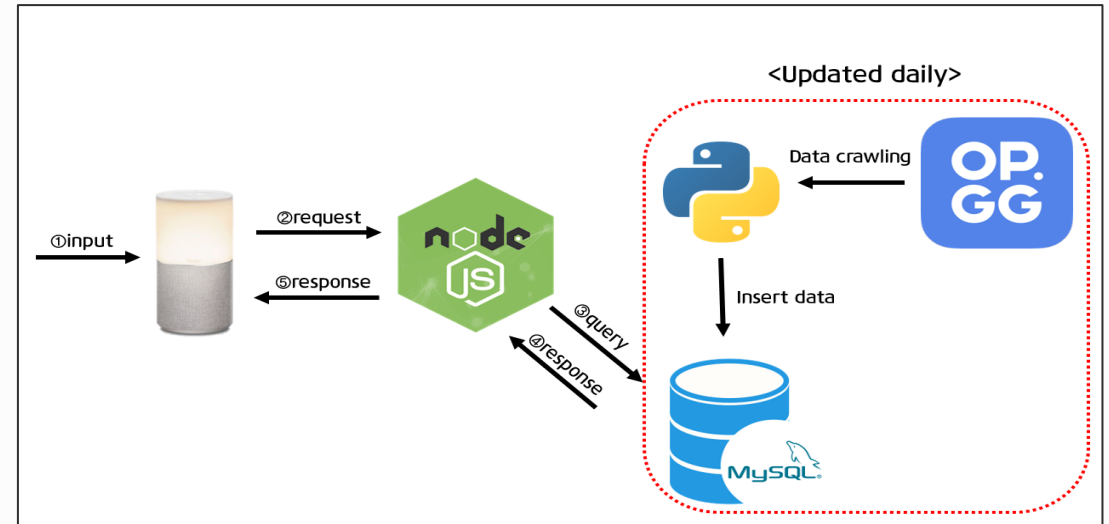 <Updated daily>
Data crawling
OP.
GG
①input
②request
node
JS
⑤response
Insert data
③query
④response
MySQL.